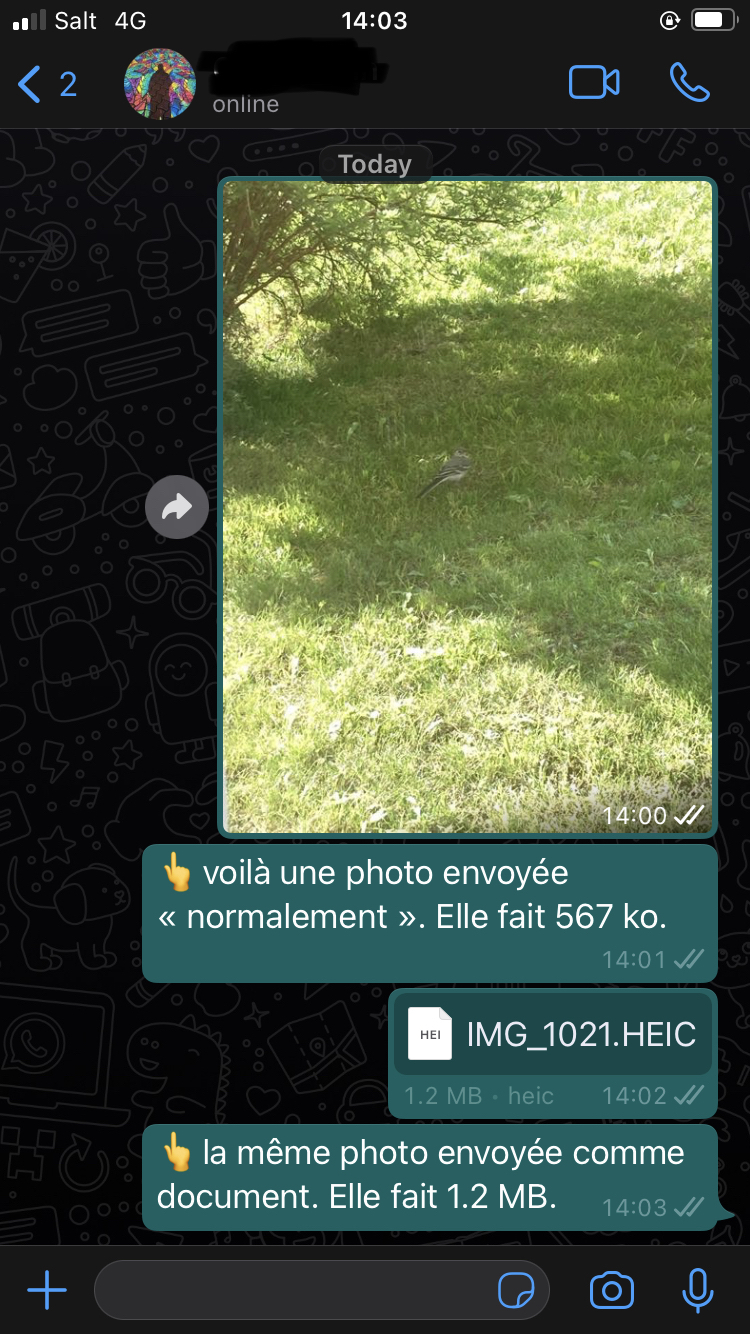 Salt 4G 14:03
2
online
Today
14:00
👆 voilà une photo envoyée
« normalement ». Elle fait 567 ko.
14:01
HEI IMG_1021.HEIC
1.2 MB • heic 14:02
👆 la même photo envoyée comme
document. Elle fait 1.2 MB. 14:03